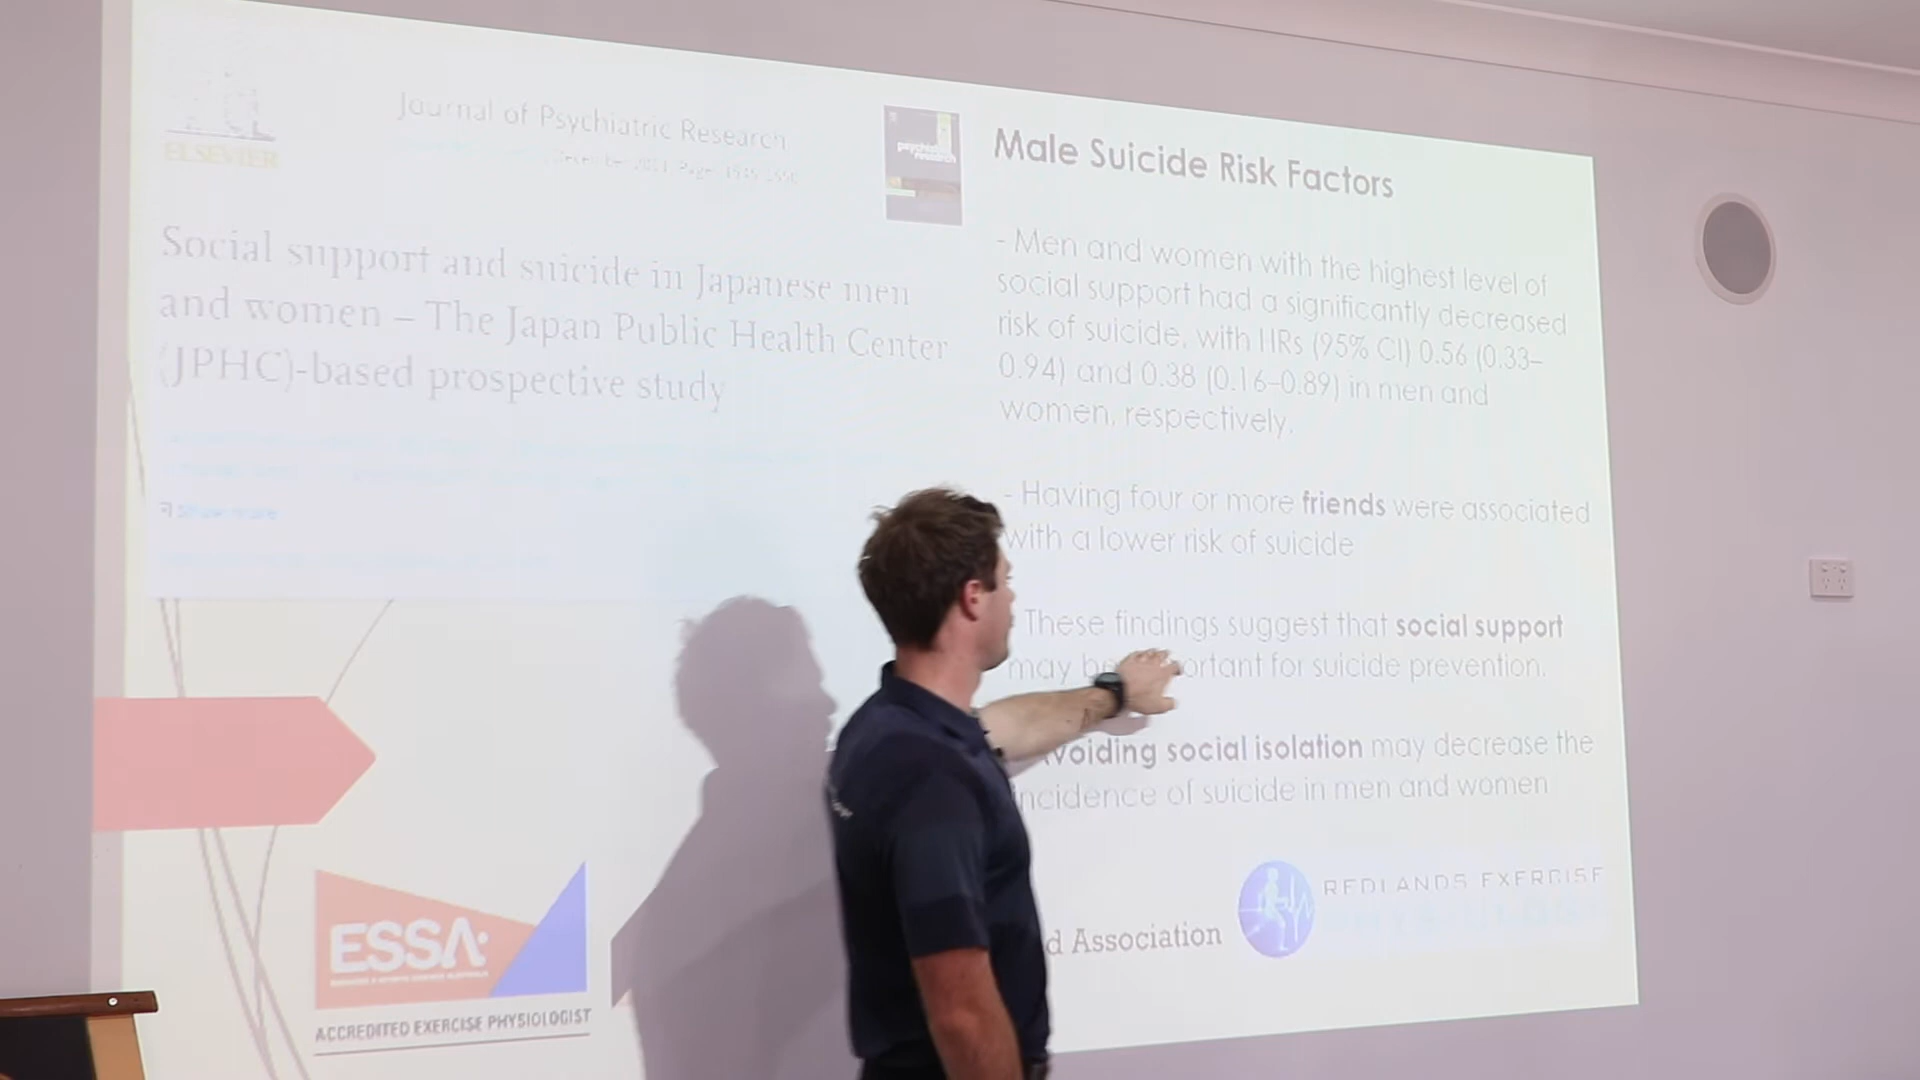 ELSEVIER
Journal of Psychiatric Research
psychiatric
research
Social support and suicide in Japanese men
and women – The Japan Public Health Center
(JPHC)-based prospective study
Show more
Male Suicide Risk Factors
- Men and women with the highest level of
social support had a significantly decreased
risk of suicide, with HRs (95% CI) 0.56 (0.33–
0.94) and 0.38 (0.16–0.89) in men and
women, respectively.
- Having four or more friends were associated
with a lower risk of suicide
These findings suggest that social support
may be ortant for suicide prevention.
voiding social isolation may decrease the
incidence of suicide in men and women
ESSA
ACCREDITED EXERCISE PHYSIOLOGIST
d Association
REDLANDS EXERCISE